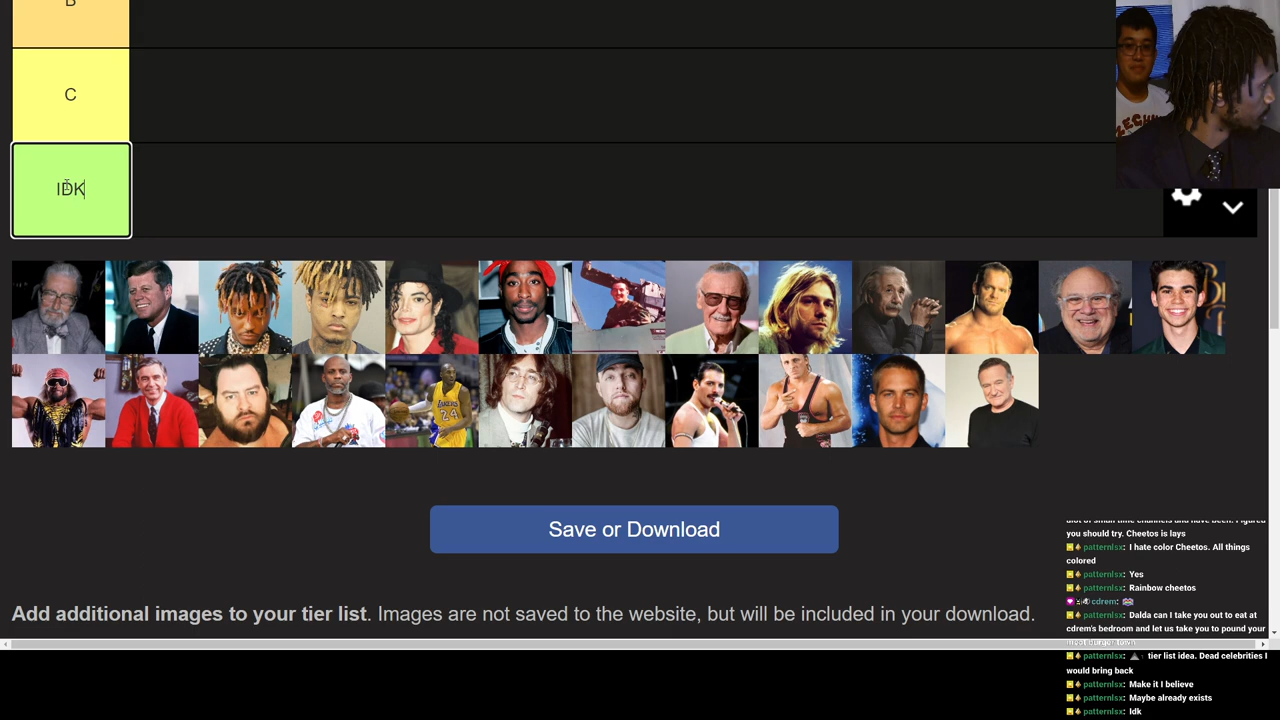 B
C
IDK
24
Save or Download
Add additional images to your tier list. Images are not saved to the website, but will be included in your download.
you should try. Cheetos is lays
patternlsx: I hate color Cheetos. All things
colored
patternlsx: Yes
patternlsx: Rainbow cheetos
cdrem:
patternlsx: Dalda can I take you out to eat at
cdrem's bedroom and let us take you to pound your
patternlsx: tier list idea. Dead celebrities I
would bring back
patternlsx: Make it I believe
patternlsx: Maybe already exists
patternlsx: Idk